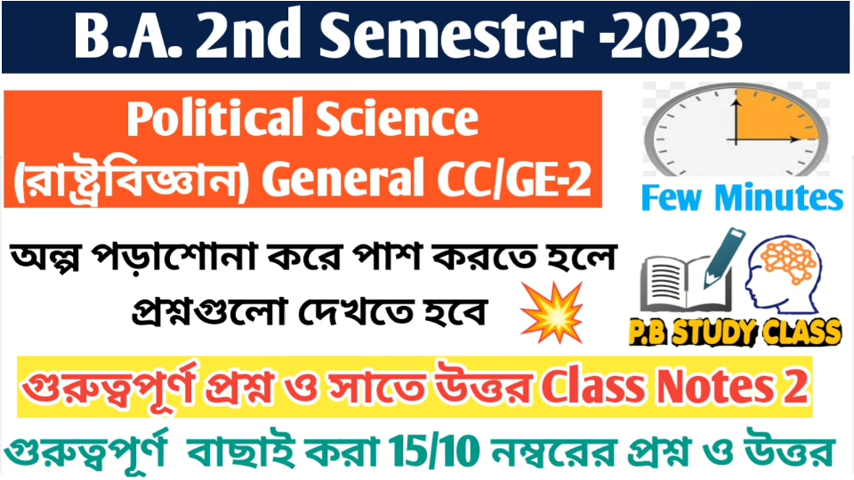 B.A. 2nd Semester -2023
Political Science
(রাষ্ট্রবিজ্ঞান) General CC/GE-2
Few Minutes
অল্প পড়াশোনা করে পাশ করতে হলে
প্রশ্নগুলো দেখতে হবে
P.B STUDY CLASS
গুরুত্বপূর্ণ প্রশ্ন ও সাতে উত্তর Class Notes 2
গুরুত্বপূর্ণ বাছাই করা 15/10 নম্বরের প্রশ্ন ও উত্তর